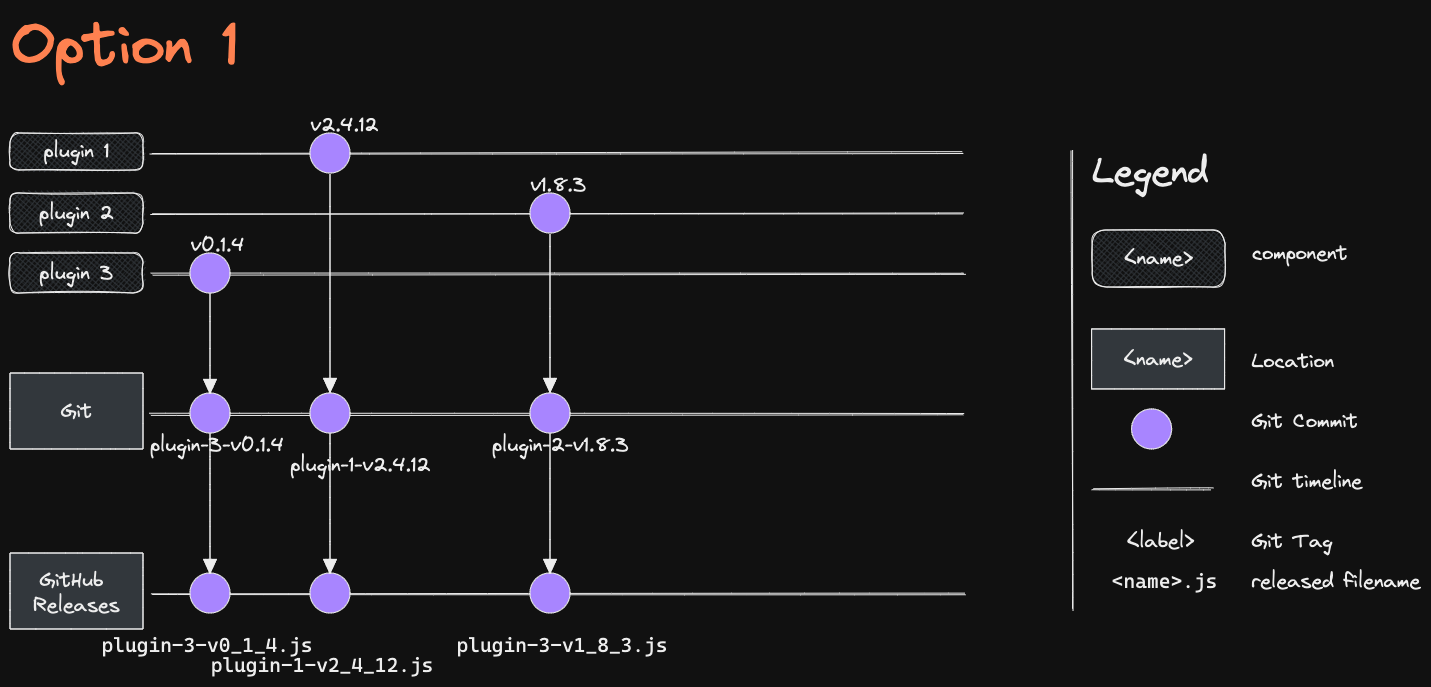 Option 1
v2.4.12
plugin 1
v1.8.3
plugin 2
v0.1.4
plugin 3
Git
plugin-3-v0.1.4
plugin-1-v2.4.12
plugin-2-v1.8.3
GitHub
Releases
plugin-3-v0_1_4.js
plugin-1-v2_4_12.js
plugin-3-v1_8_3.js
Legend
<name> component
<name> Location
Git Commit
Git timeline
<label> Git Tag
<name>.js released filename